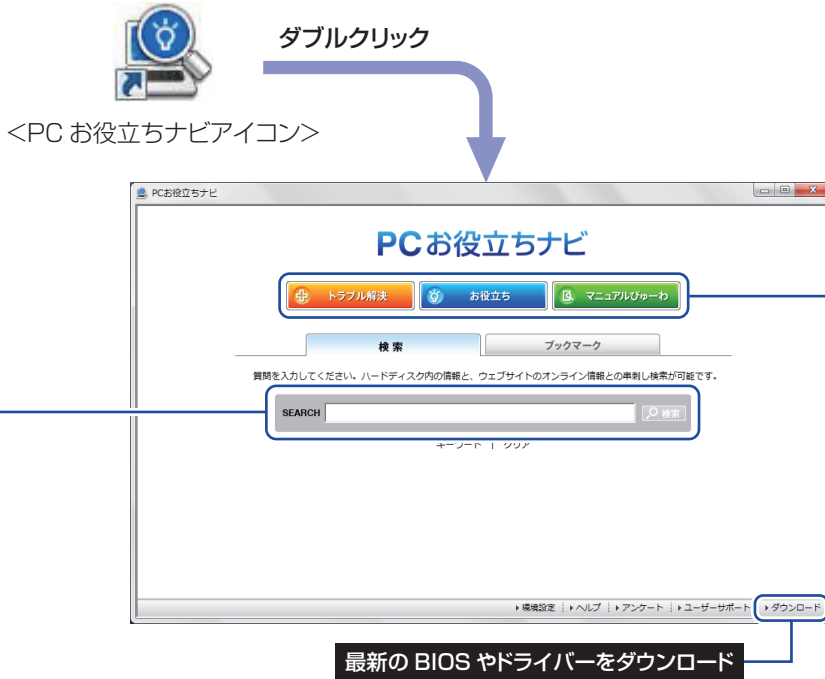 ダブルクリック
<PC お役立ちナビアイコン>
PCお役立ちナビ
PCお役立ちナビ
トラブル解決 お役立ち マニュアルびゅーわ
検索 ブックマーク
質問を入力してください。ハードディスク内の情報と、ウェブサイトのオンライン情報との串刺し検索が可能です。
SEARCH 検索
キーワード | クリア
環境設定 ヘルプ アンケート ユーザーサポート ダウンロード
最新の BIOS やドライバーをダウンロード